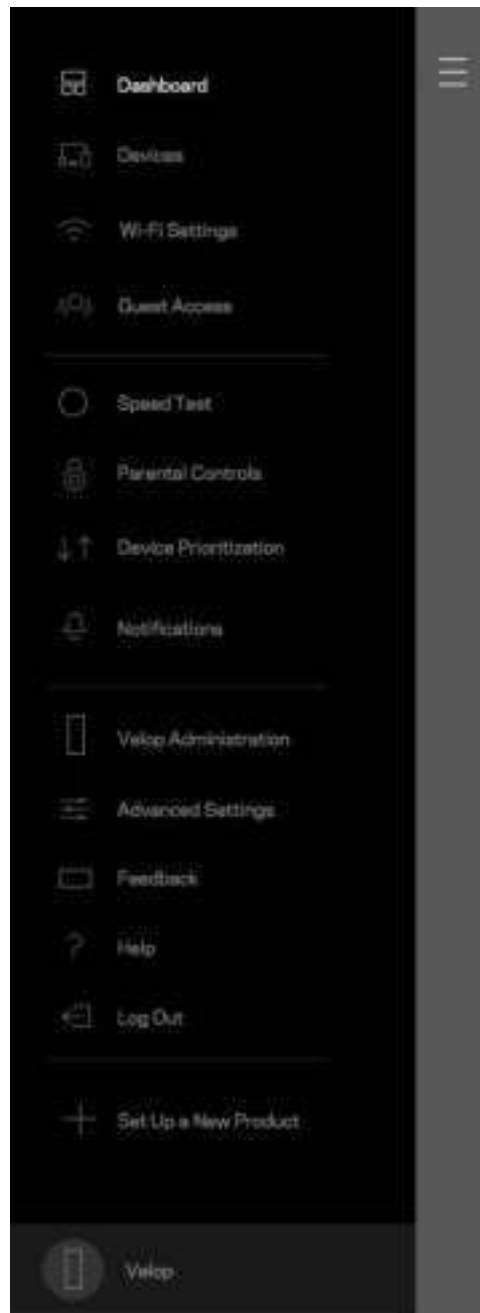 Dashboard
Devices
Wi-Fi Settings
Guest Access
Speed Test
Parental Controls
Device Prioritization
Notifications
Velop Administration
Advanced Settings
Feedback
Help
Log Out
Set Up a New Product
Velop